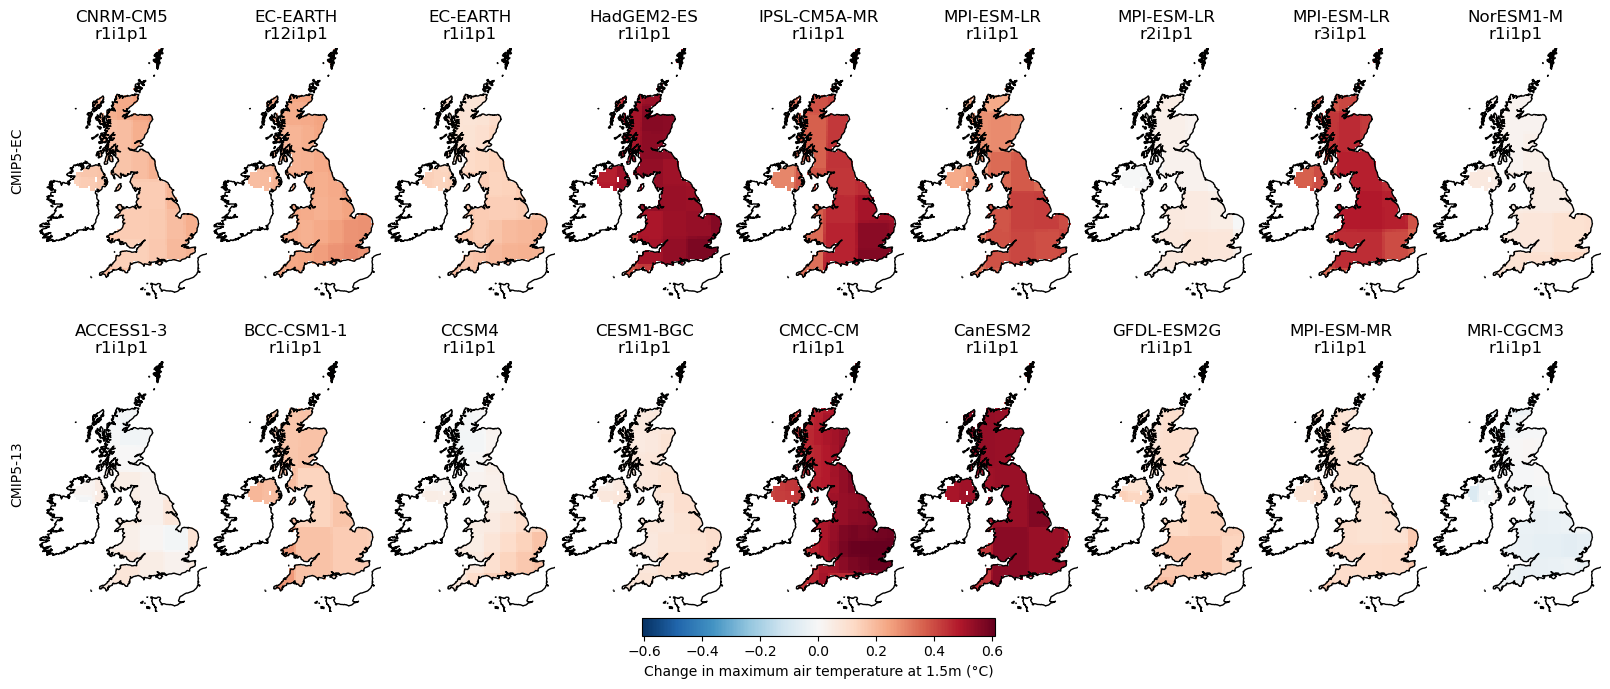 CNRM-CM5
r1i1p1
EC-EARTH
r12i1p1
EC-EARTH
r1i1p1
HadGEM2-ES
r1i1p1
IPSL-CM5A-MR
r1i1p1
MPI-ESM-LR
r1i1p1
MPI-ESM-LR
r2i1p1
MPI-ESM-LR
r3i1p1
NorESM1-M
r1i1p1
CMIP5-EC
ACCESS1-3
r1i1p1
BCC-CSM1-1
r1i1p1
CCSM4
r1i1p1
CESM1-BGC
r1i1p1
CMCC-CM
r1i1p1
CanESM2
r1i1p1
GFDL-ESM2G
r1i1p1
MPI-ESM-MR
r1i1p1
MRI-CGCM3
r1i1p1
CMIP5-13
−0.6 −0.4 −0.2 0.0 0.2 0.4 0.6
Change in maximum air temperature at 1.5m (°C)